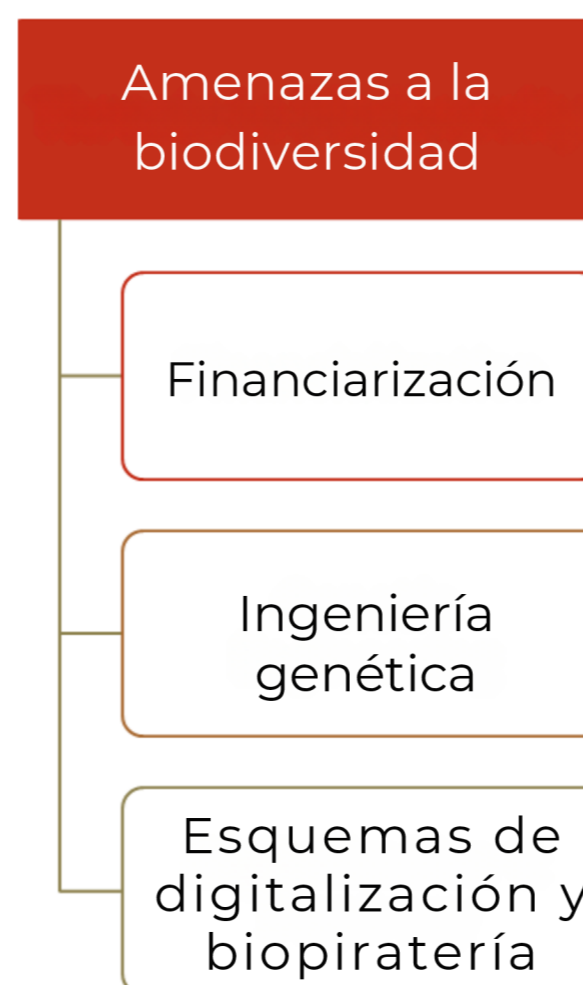 Amenazas a la
biodiversidad
Financiarización
Ingeniería
genética
Esquemas de
digitalización y
biopiratería